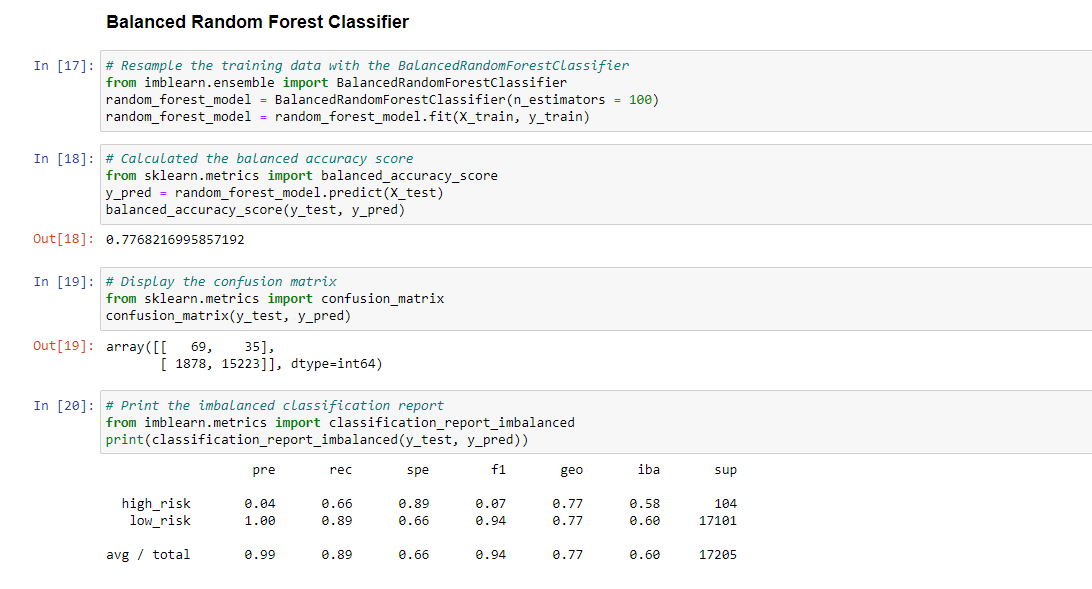 Balanced Random Forest Classifier
In [17]: # Resample the training data with the BalancedRandomForestClassifier
from imblearn.ensemble import BalancedRandomForestClassifier
random_forest_model = BalancedRandomForestClassifier(n_estimators = 100)
random_forest_model = random_forest_model.fit(X_train, y_train)
In [18]: # Calculated the balanced accuracy score
from sklearn.metrics import balanced_accuracy_score
y_pred = random_forest_model.predict(X_test)
balanced_accuracy_score(y_test, y_pred)
Out[18]: 0.7768216995857192
In [19]: # Display the confusion matrix
from sklearn.metrics import confusion_matrix
confusion_matrix(y_test, y_pred)
Out[19]: array([[   69,    35],
       [ 1878, 15223]], dtype=int64)
In [20]: # Print the imbalanced classification report
from imblearn.metrics import classification_report_imbalanced
print(classification_report_imbalanced(y_test, y_pred))
pre rec spe f1 geo iba sup
high_risk 0.04 0.66 0.89 0.07 0.77 0.58 104
low_risk 1.00 0.89 0.66 0.94 0.77 0.60 17101
avg / total 0.99 0.89 0.66 0.94 0.77 0.60 17205